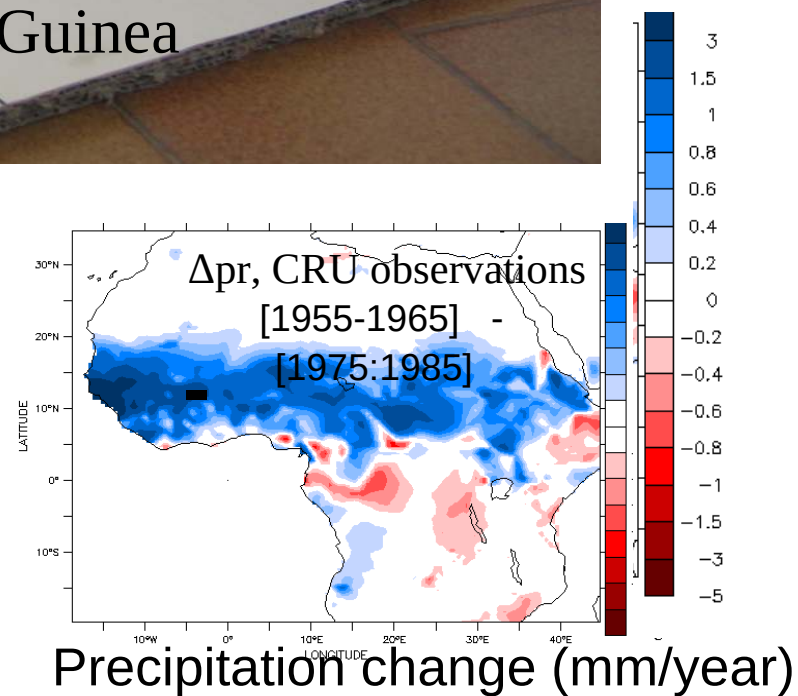 Guinea
3
1.5
1
0.8
0.6
0.4
0.2
0
−0.2
−0.4
−0.6
−0.8
−1
−1.5
−3
−5
Δpr, CRU observations
[1955-1965] -
[1975:1985]
30°N
20°N
10°N
0°
10°S
LATITUDE
10°W 0° 10°E 20°E 30°E 40°E
LONGITUDE
Precipitation change (mm/year)